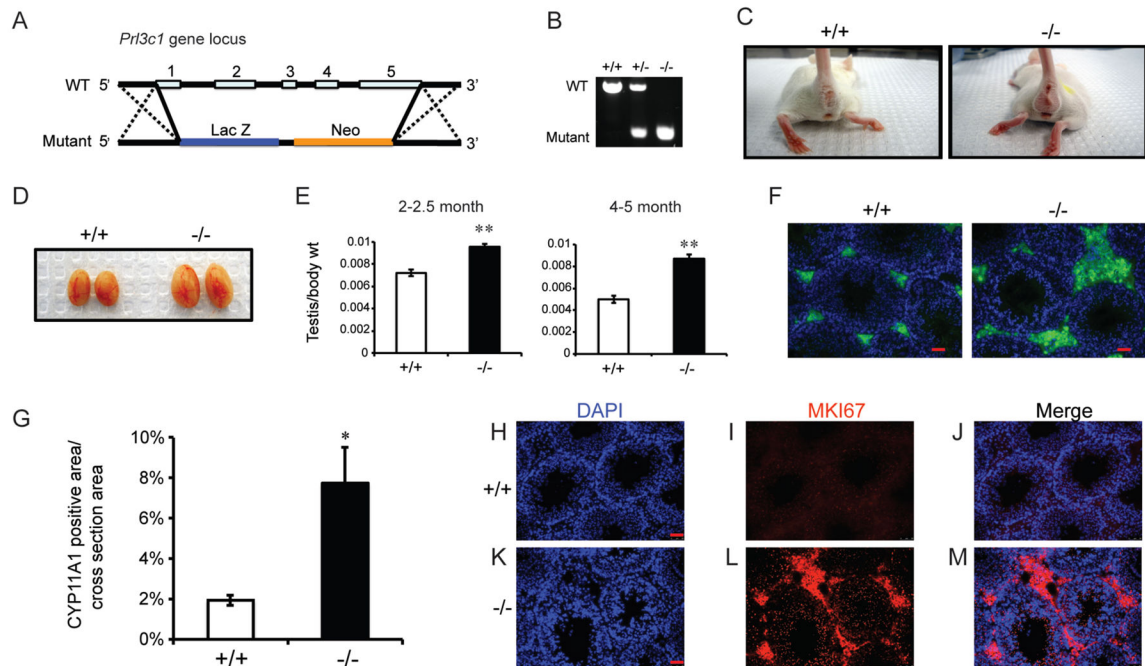 A
Prl3c1 gene locus
1 2 3 4 5
WT 5' 3'
Lac Z Neo
Mutant 5' 3'
B
+/+ +/- -/-
WT
Mutant
C
+/+ -/-
D
+/+ -/-
E
2-2.5 month
Testis/body wt
0.01
0.008
0.006
0.004
0.002
0
**
+/+ -/-
4-5 month
0.01
0.008
0.006
0.004
0.002
0
**
+/+ -/-
F
+/+ -/-
G
CYP11A1 positive area/
cross section area
10%
8%
6%
4%
2%
0%
*
+/+ -/-
DAPI MKI67 Merge
H I J
+/+
K L M
-/-